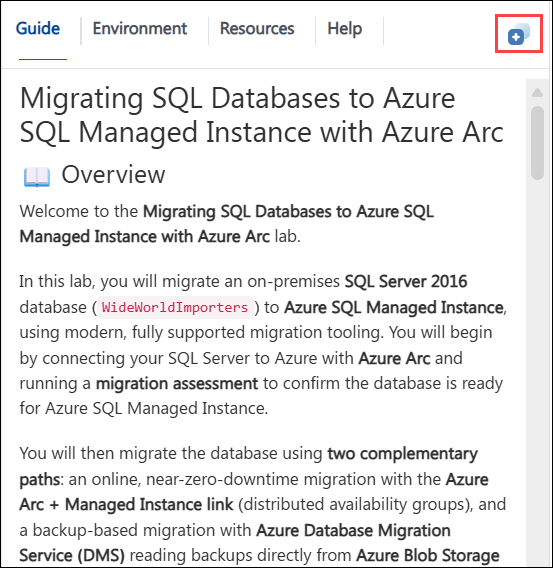 Guide Environment Resources Help
Migrating SQL Databases to Azure
SQL Managed Instance with Azure Arc
Overview
Welcome to the Migrating SQL Databases to Azure SQL
Managed Instance with Azure Arc lab.
In this lab, you will migrate an on-premises SQL Server 2016
database ( WideWorldImporters ) to Azure SQL Managed Instance,
using modern, fully supported migration tooling. You will begin
by connecting your SQL Server to Azure with Azure Arc and
running a migration assessment to confirm the database is ready
for Azure SQL Managed Instance.
You will then migrate the database using two complementary
paths: an online, near-zero-downtime migration with the Azure
Arc + Managed Instance link (distributed availability groups), and
a backup-based migration with Azure Database Migration
Service (DMS) reading backups directly from Azure Blob Storage